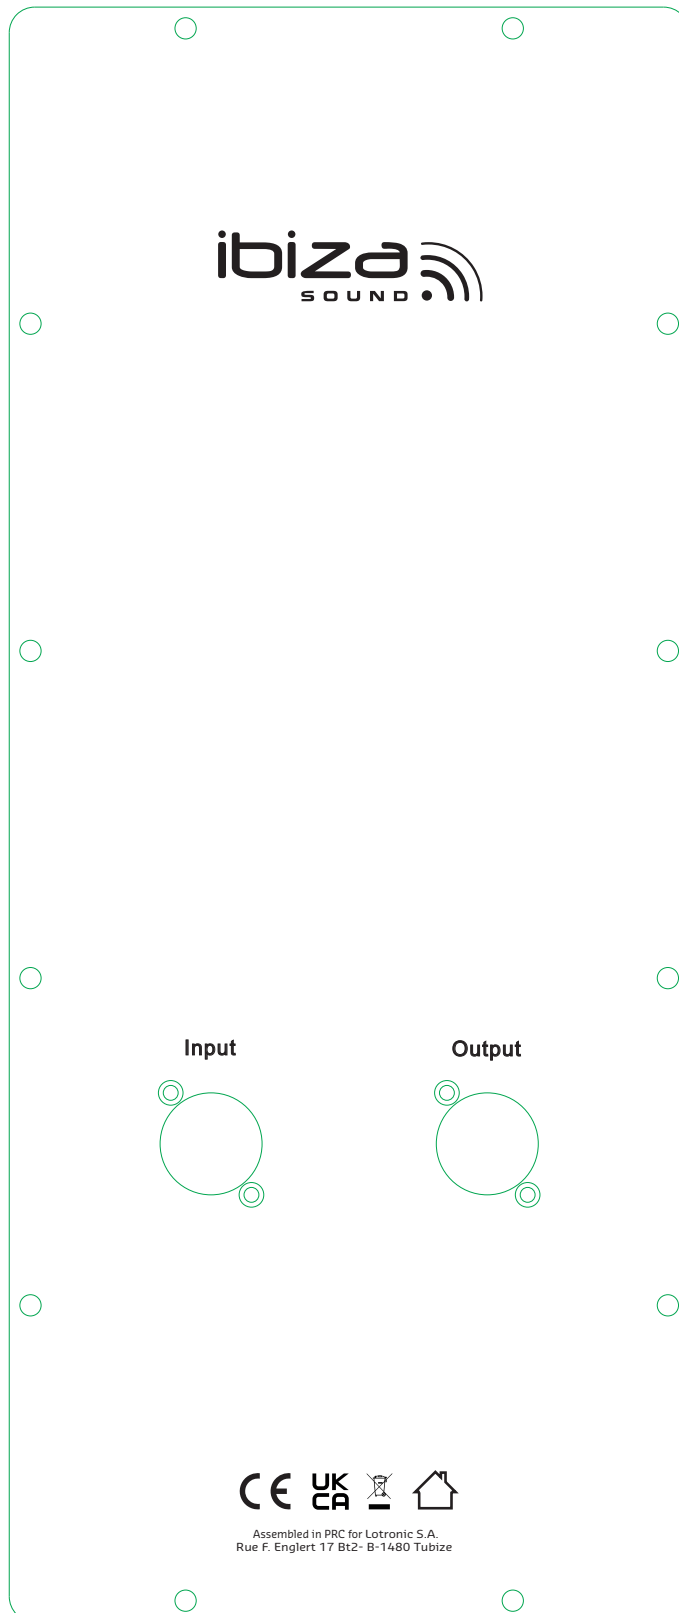 ibiza
SOUND
Input
Output
CE
UK
CA
Assembled in PRC for Lotronic S.A.
Rue F. Englert 17 Bt2- B-1480 Tubize